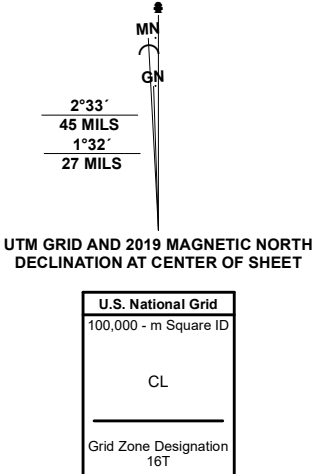 MN
GN
2°33´
45 MILS
1°32´
27 MILS
UTM GRID AND 2019 MAGNETIC NORTH
DECLINATION AT CENTER OF SHEET
U.S. National Grid
100,000 - m Square ID
CL
Grid Zone Designation
16T